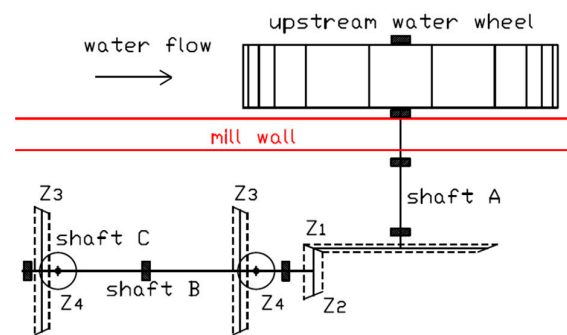 upstream water wheel
water flow
mill wall
shaft A
Z3
Z3
Z1
shaft C
shaft B
Z4
Z4
Z2